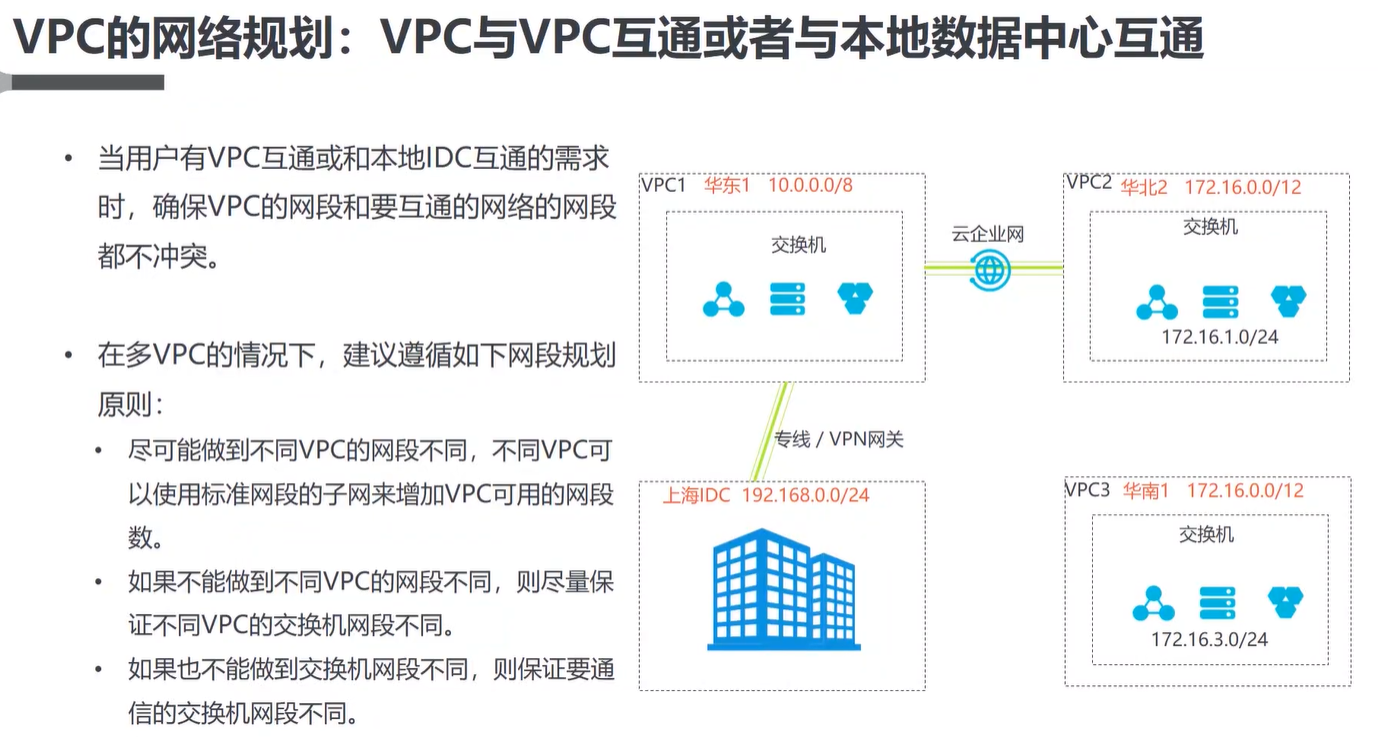 VPC的网络规划：VPC与VPC互通或者与本地数据中心互通
• 当用户有VPC互通或和本地IDC互通的需求
时，确保VPC的网段和要互通的网络的网段
都不冲突。
• 在多VPC的情况下，建议遵循如下网段规划
原则：
• 尽可能做到不同VPC的网段不同，不同VPC可
以使用标准网段的子网来增加VPC可用的网段
数。
• 如果不能做到不同VPC的网段不同，则尽量保
证不同VPC的交换机网段不同。
• 如果也不能做到交换机网段不同，则保证要通
信的交换机网段不同。
VPC1 华东1 10.0.0.0/8
交换机
云企业网
VPC2 华北2 172.16.0.0/12
交换机
172.16.1.0/24
专线 / VPN网关
上海IDC 192.168.0.0/24
VPC3 华南1 172.16.0.0/12
交换机
172.16.3.0/24